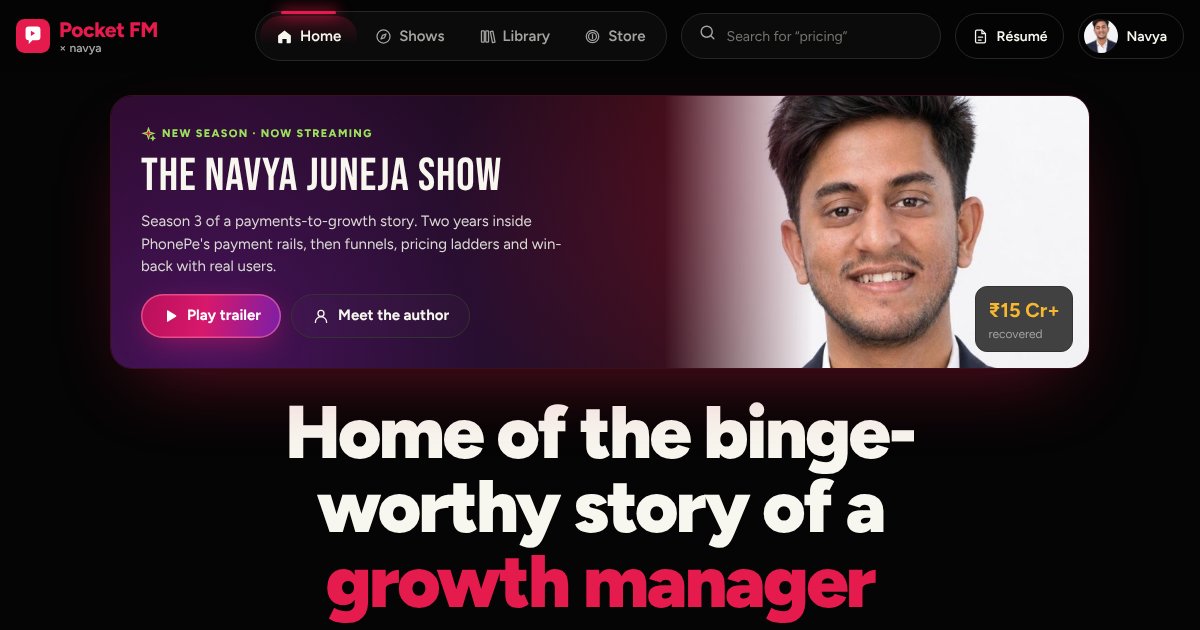 Pocket FM
× navya
Home
Shows
Library
Store
Search for "pricing"
Résumé
Navya
NEW SEASON · NOW STREAMING
THE NAVYA JUNEJA SHOW
Season 3 of a payments-to-growth story. Two years inside
PhonePe's payment rails, then funnels, pricing ladders and win-
back with real users.
Play trailer
Meet the author
₹15 Cr+
recovered
Home of the binge-
worthy story of a
growth manager